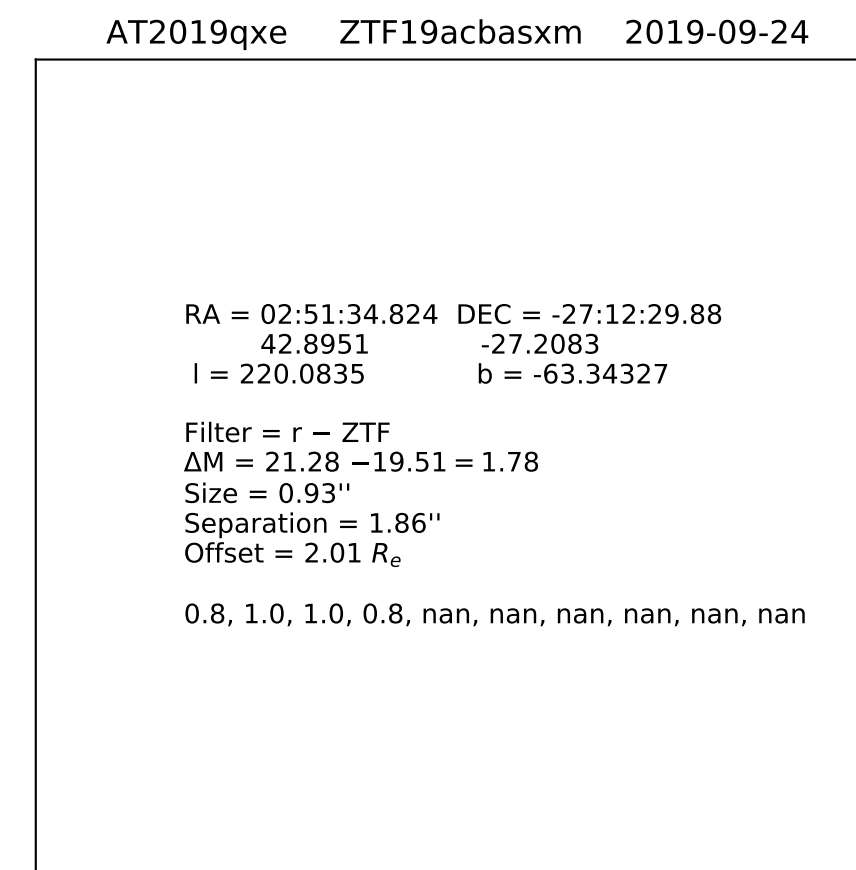 AT2019qxe ZTF19acbasxm 2019-09-24
RA = 02:51:34.824 DEC = -27:12:29.88
42.8951 -27.2083
l = 220.0835 b = -63.34327
Filter = r − ZTF
ΔM = 21.28 −19.51 = 1.78
Size = 0.93''
Separation = 1.86''
Offset = 2.01 Re
0.8, 1.0, 1.0, 0.8, nan, nan, nan, nan, nan, nan